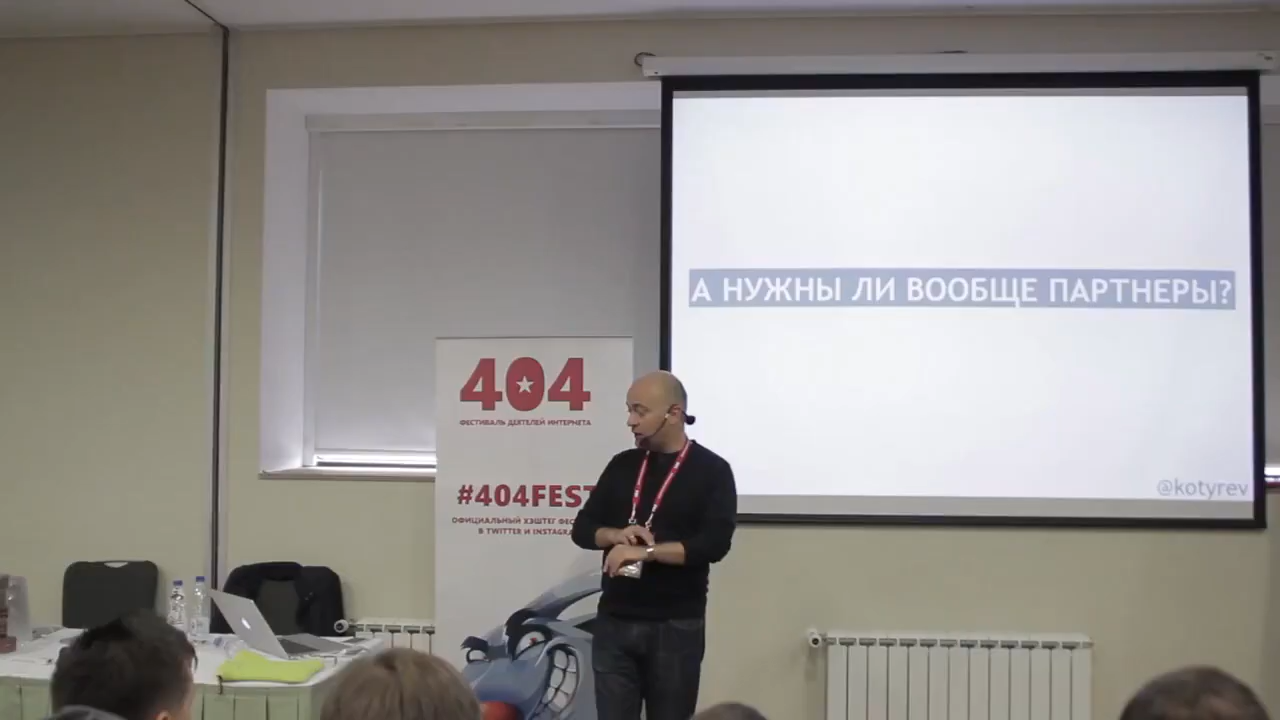 А НУЖНЫ ЛИ ВООБЩЕ ПАРТНЕРЫ?
@kotyrev
404
ФЕСТИВАЛЬ ДЕЯТЕЛЕЙ ИНТЕРНЕТА
#404FEST
ОФИЦИАЛЬНЫЙ ХЭШТЕГ
В TWITTER И